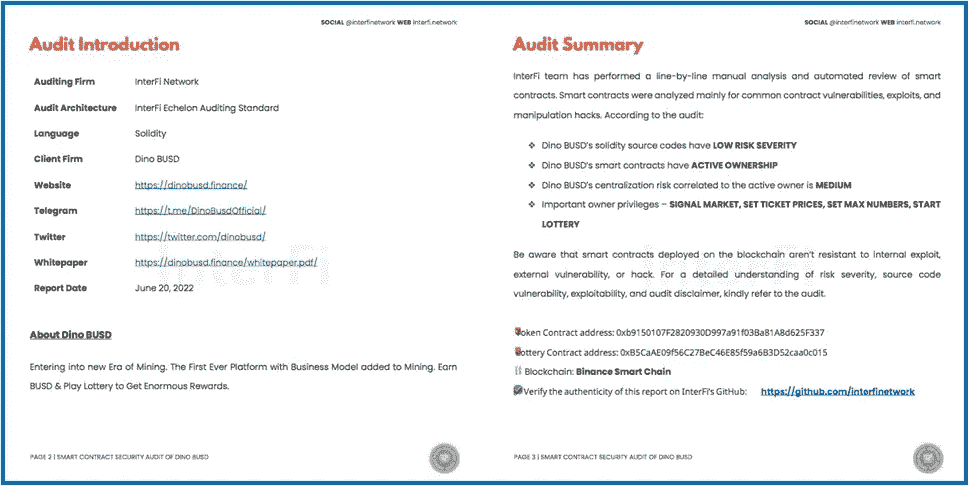 SOCIAL @interfinetwork WEB interfi.network
Audit Introduction
Auditing Firm InterFi Network
Audit Architecture InterFi Echelon Auditing Standard
Language Solidity
Client Firm Dino BUSD
Website https://dinobusd.finance/
Telegram https://t.me/DinoBusdOfficial/
Twitter https://twitter.com/dinobusd/
Whitepaper https://dinobusd.finance/whitepaper.pdf/
Report Date June 20, 2022
InterFi
About Dino BUSD
Entering into new Era of Mining. The First Ever Platform with Business Model added to Mining. Earn
BUSD & Play Lottery to Get Enormous Rewards.
PAGE 2 | SMART CONTRACT SECURITY AUDIT OF DINO BUSD
SOCIAL @interfinetwork WEB interfi.network
Audit Summary
InterFi team has performed a line-by-line manual analysis and automated review of smart
contracts. Smart contracts were analyzed mainly for common contract vulnerabilities, exploits, and
manipulation hacks. According to the audit:
❖ Dino BUSD's solidity source codes have LOW RISK SEVERITY
❖ Dino BUSD's smart contracts have ACTIVE OWNERSHIP
❖ Dino BUSD's centralization risk correlated to the active owner is MEDIUM
❖ Important owner privileges – SIGNAL MARKET, SET TICKET PRICES, SET MAX NUMBERS, START
LOTTERY
Be aware that smart contracts deployed on the blockchain aren't resistant to internal exploit,
external vulnerability, or hack. For a detailed understanding of risk severity, source code
vulnerability, exploitability, and audit disclaimer, kindly refer to the audit.
InterFi
Token Contract address: 0xb9150107F2820930D997a91f03Ba81A8d625F337
Lottery Contract address: 0xB5CaAE09f56C27BeC46E85f59a6B3D52caa0c015
Blockchain: Binance Smart Chain
Verify the authenticity of this report on InterFi's GitHub: https://github.com/interfinetwork
PAGE 3 | SMART CONTRACT SECURITY AUDIT OF DINO BUSD